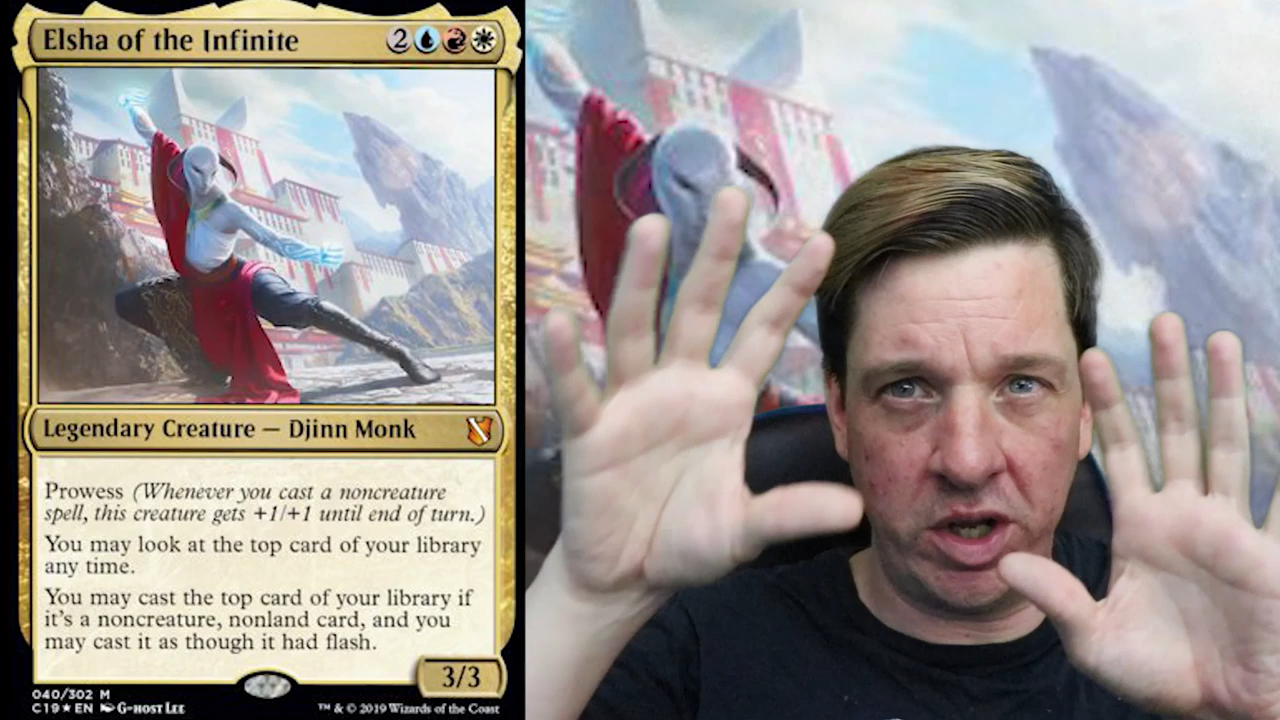 Elsha of the Infinite 2
Legendary Creature — Djinn Monk
Prowess (Whenever you cast a noncreature
spell, this creature gets +1/+1 until end of turn.)
You may look at the top card of your library
any time.
You may cast the top card of your library if
it's a noncreature, nonland card, and you
may cast it as though it had flash.
3/3
040/302 M
C19★EN G-host Lee
™ & © 2019 Wizards of the Coast